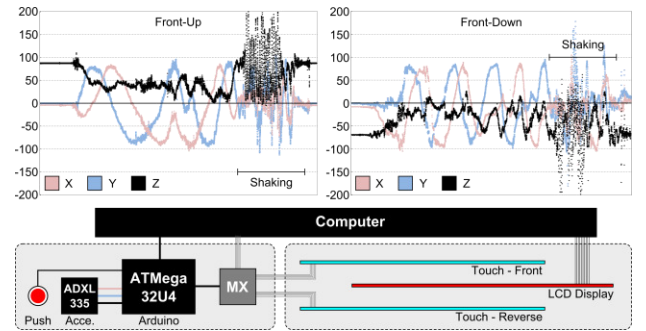 Front-Up
200
150
100
50
0
-50
-100
-150
-200
X Y Z
Shaking
Front-Down
200
150
100
50
0
-50
-100
-150
-200
Shaking
X Y Z
Computer
Push
ADXL
335
Acce.
ATMega
32U4
Arduino
MX
Touch - Front
LCD Display
Touch - Reverse